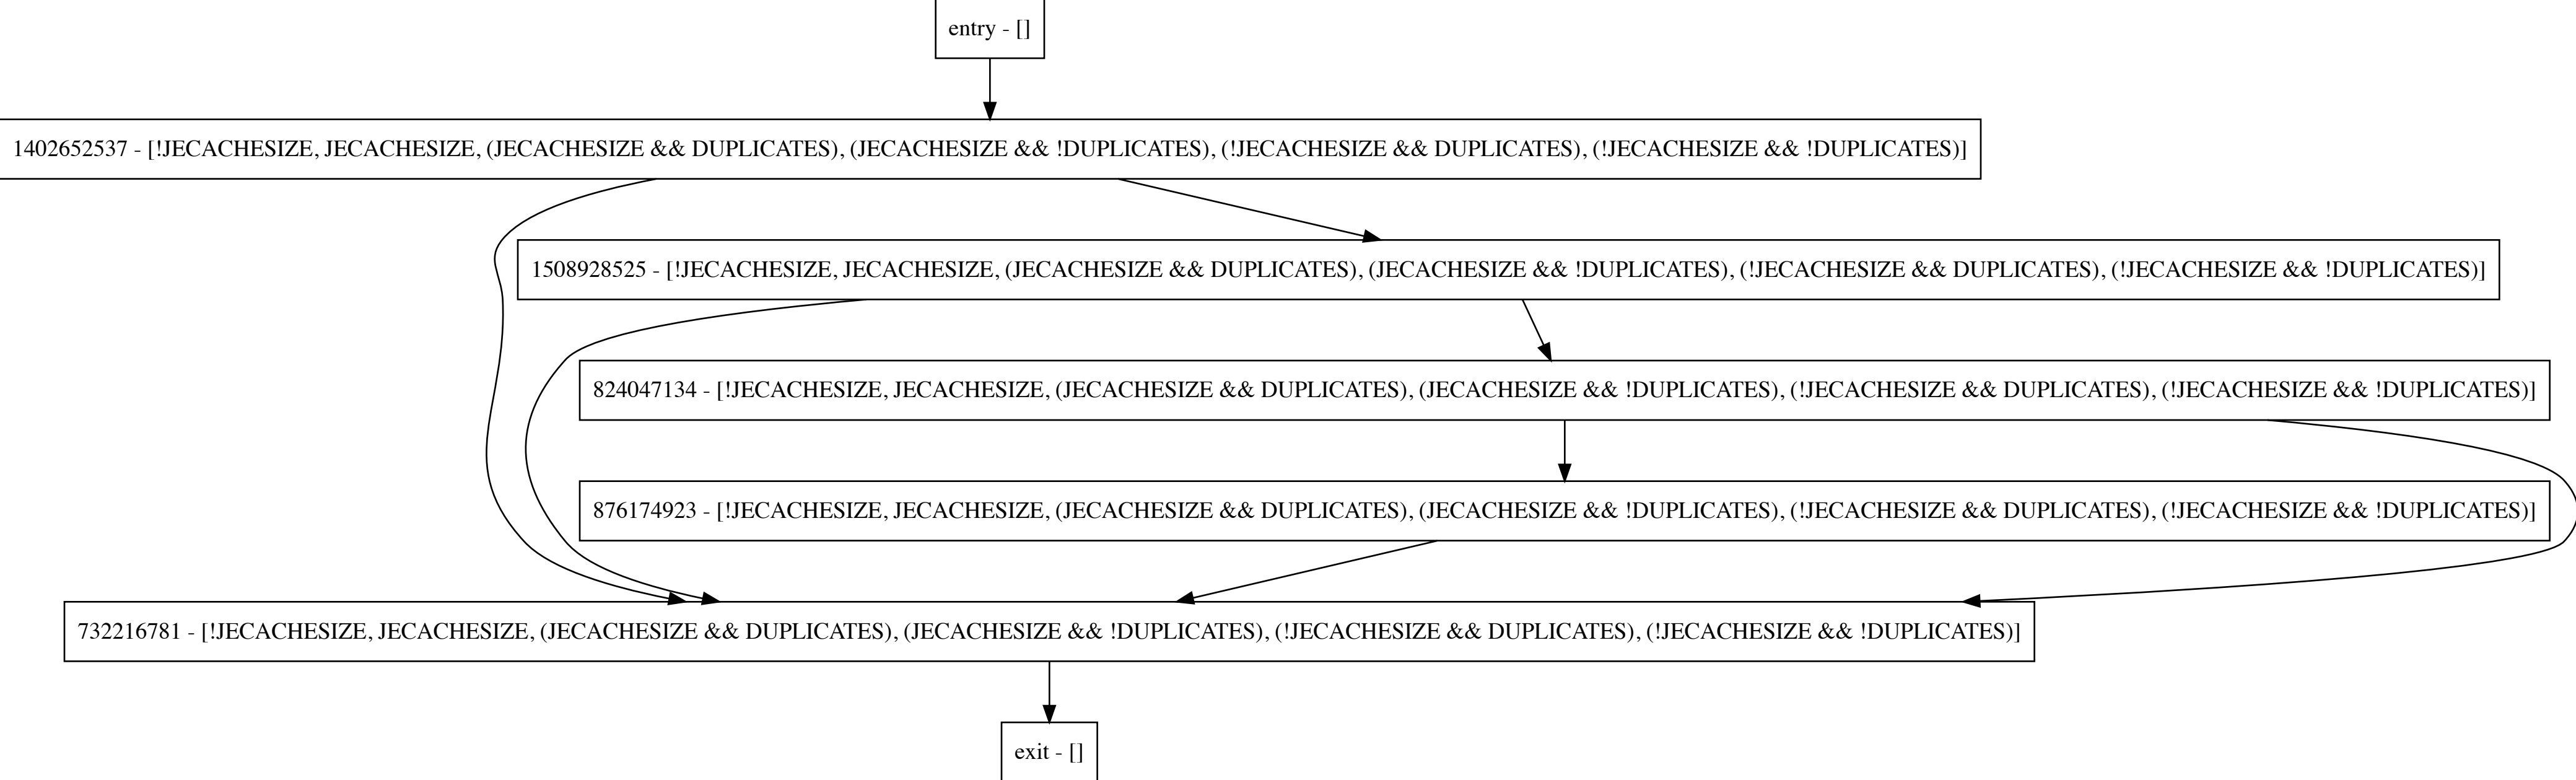 entry - []
1402652537 - [!JECACHESIZE, JECACHESIZE, (JECACHESIZE && DUPLICATES), (JECACHESIZE && !DUPLICATES), (!JECACHESIZE && DUPLICATES), (!JECACHESIZE && !DUPLICATES)]
1508928525 - [!JECACHESIZE, JECACHESIZE, (JECACHESIZE && DUPLICATES), (JECACHESIZE && !DUPLICATES), (!JECACHESIZE && DUPLICATES), (!JECACHESIZE && !DUPLICATES)]
824047134 - [!JECACHESIZE, JECACHESIZE, (JECACHESIZE && DUPLICATES), (JECACHESIZE && !DUPLICATES), (!JECACHESIZE && DUPLICATES), (!JECACHESIZE && !DUPLICATES)]
876174923 - [!JECACHESIZE, JECACHESIZE, (JECACHESIZE && DUPLICATES), (JECACHESIZE && !DUPLICATES), (!JECACHESIZE && DUPLICATES), (!JECACHESIZE && !DUPLICATES)]
732216781 - [!JECACHESIZE, JECACHESIZE, (JECACHESIZE && DUPLICATES), (JECACHESIZE && !DUPLICATES), (!JECACHESIZE && DUPLICATES), (!JECACHESIZE && !DUPLICATES)]
exit - []